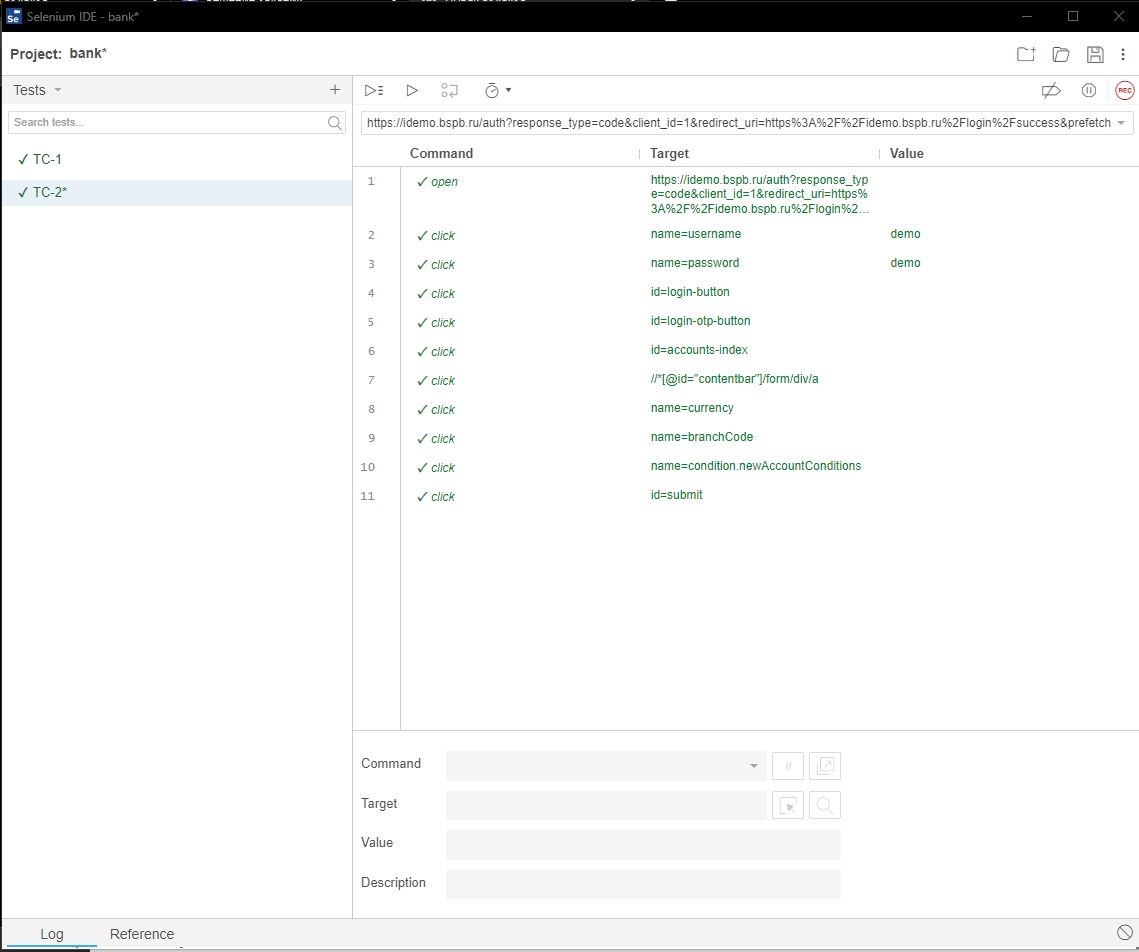 Selenium IDE - bank*
Project: bank*
Tests
Search tests...
https://idemo.bspb.ru/auth?response_type=code&client_id=1&redirect_uri=https%3A%2F%2Fidemo.bspb.ru%2Flogin%2Fsuccess&prefetch
REC
✓ TC-1
✓ TC-2*
Command Target Value
1 ✓ open https://idemo.bspb.ru/auth?response_typ
e=code&client_id=1&redirect_uri=https%
3A%2F%2Fidemo.bspb.ru%2Flogin%2...
2 ✓ click name=username demo
3 ✓ click name=password demo
4 ✓ click id=login-button
5 ✓ click id=login-otp-button
6 ✓ click id=accounts-index
7 ✓ click //*[@id="contentbar"]/form/div/a
8 ✓ click name=currency
9 ✓ click name=branchCode
10 ✓ click name=condition.newAccountConditions
11 ✓ click id=submit
Command //
Target
Value
Description
Log Reference